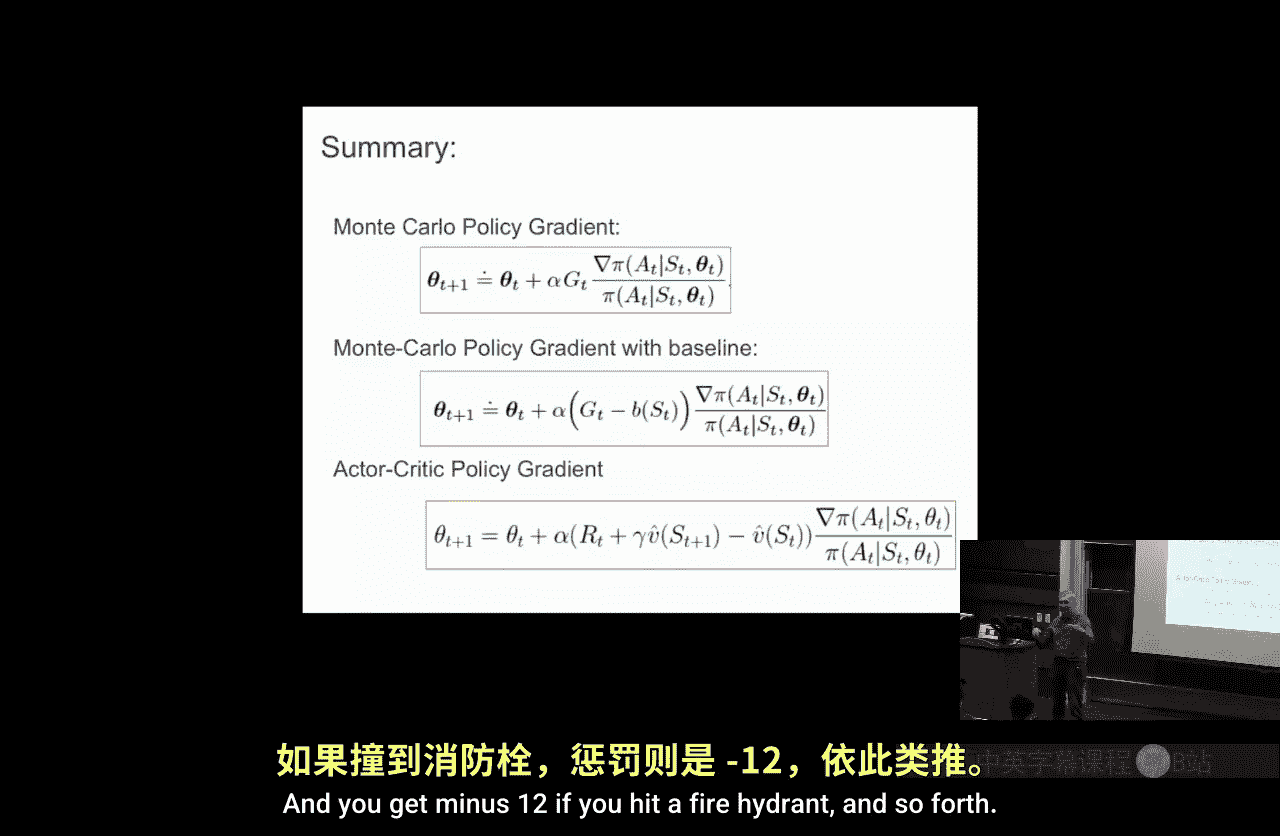 Summary:
Monte Carlo Policy Gradient:
θ_{t+1} ≐ θ_t + αG_t ∇π(A_t|S_t, θ_t) / π(A_t|S_t, θ_t).
Monte-Carlo Policy Gradient with baseline:
θ_{t+1} ≐ θ_t + α(G_t − b(S_t)) ∇π(A_t|S_t, θ_t) / π(A_t|S_t, θ_t)
Actor-Critic Policy Gradient
θ_{t+1} = θ_t + α(R_t + γv̂(S_{t+1}) − v̂(S_t)) ∇π(A_t|S_t, θ_t) / π(A_t|S_t, θ_t)
如果撞到消防栓，惩罚则是 -12，依此类推。
And you get minus 12 if you hit a fire hydrant, and so forth.